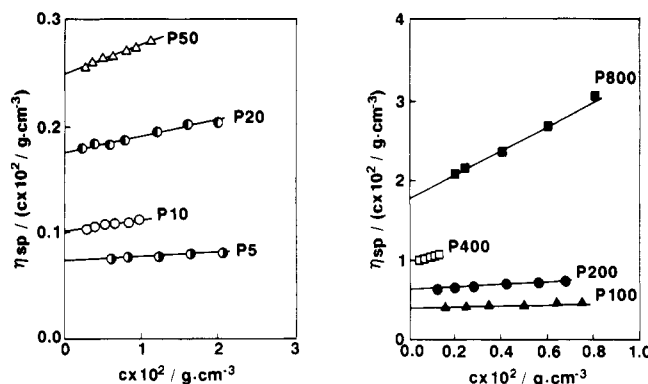 0.3
0.2
0.1
0.0
ηsp / (cx10² / g·cm⁻³)
P50
P20
P10
P5
0
1
2
3
cx10² / g.cm⁻³
4
3
2
1
0
ηsp / (cx10² / g·cm⁻³)
P800
P400
P200
P100
0.0
0.2
0.4
0.6
0.8
1.0
cx10² / g.cm⁻³